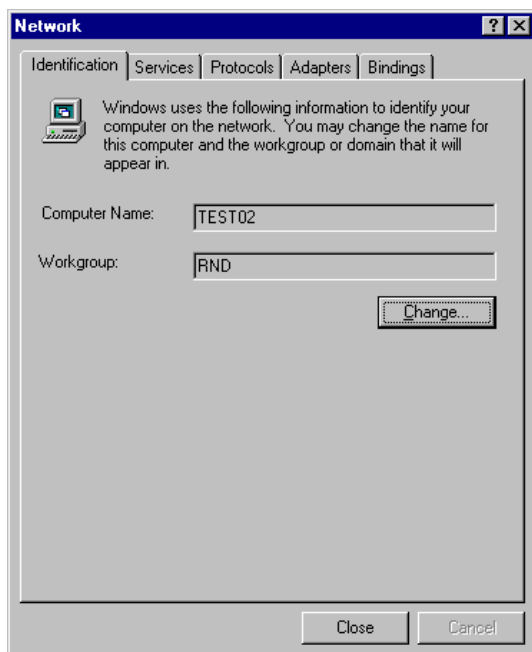 Network
Identification Services Protocols Adapters Bindings
Windows uses the following information to identify your
computer on the network. You may change the name for
this computer and the workgroup or domain that it will
appear in.
Computer Name: TEST02
Workgroup: RND
Change...
Close Cancel